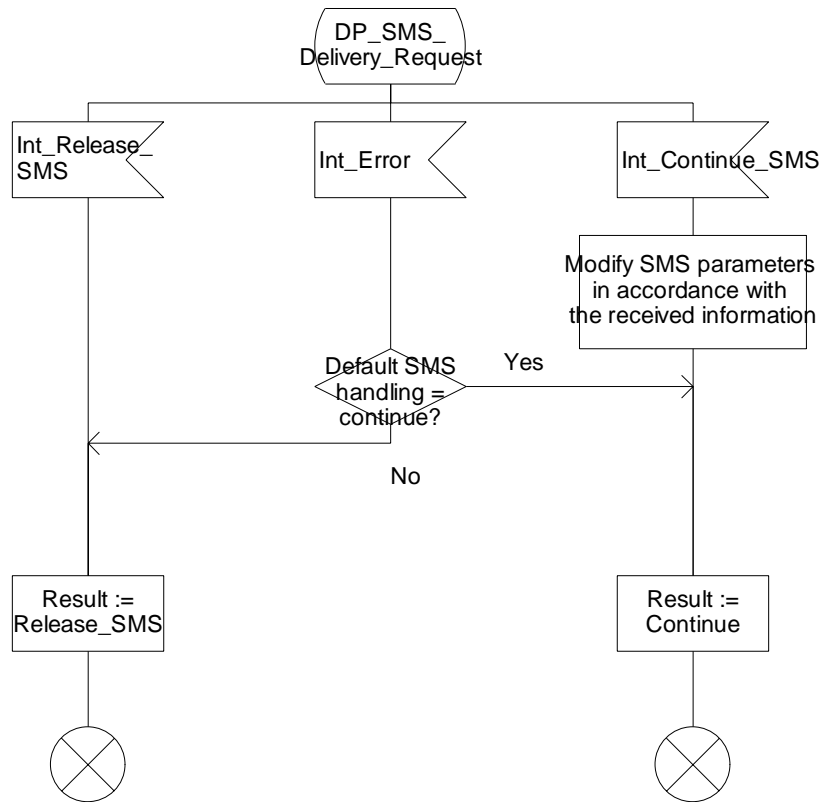 DP_SMS_
Delivery_Request
Int_Release_
SMS
Int_Error
Int_Continue_SMS
Modify SMS parameters
in accordance with
the received information
Default SMS
handling =
continue?
Yes
No
Result :=
Release_SMS
Result :=
Continue